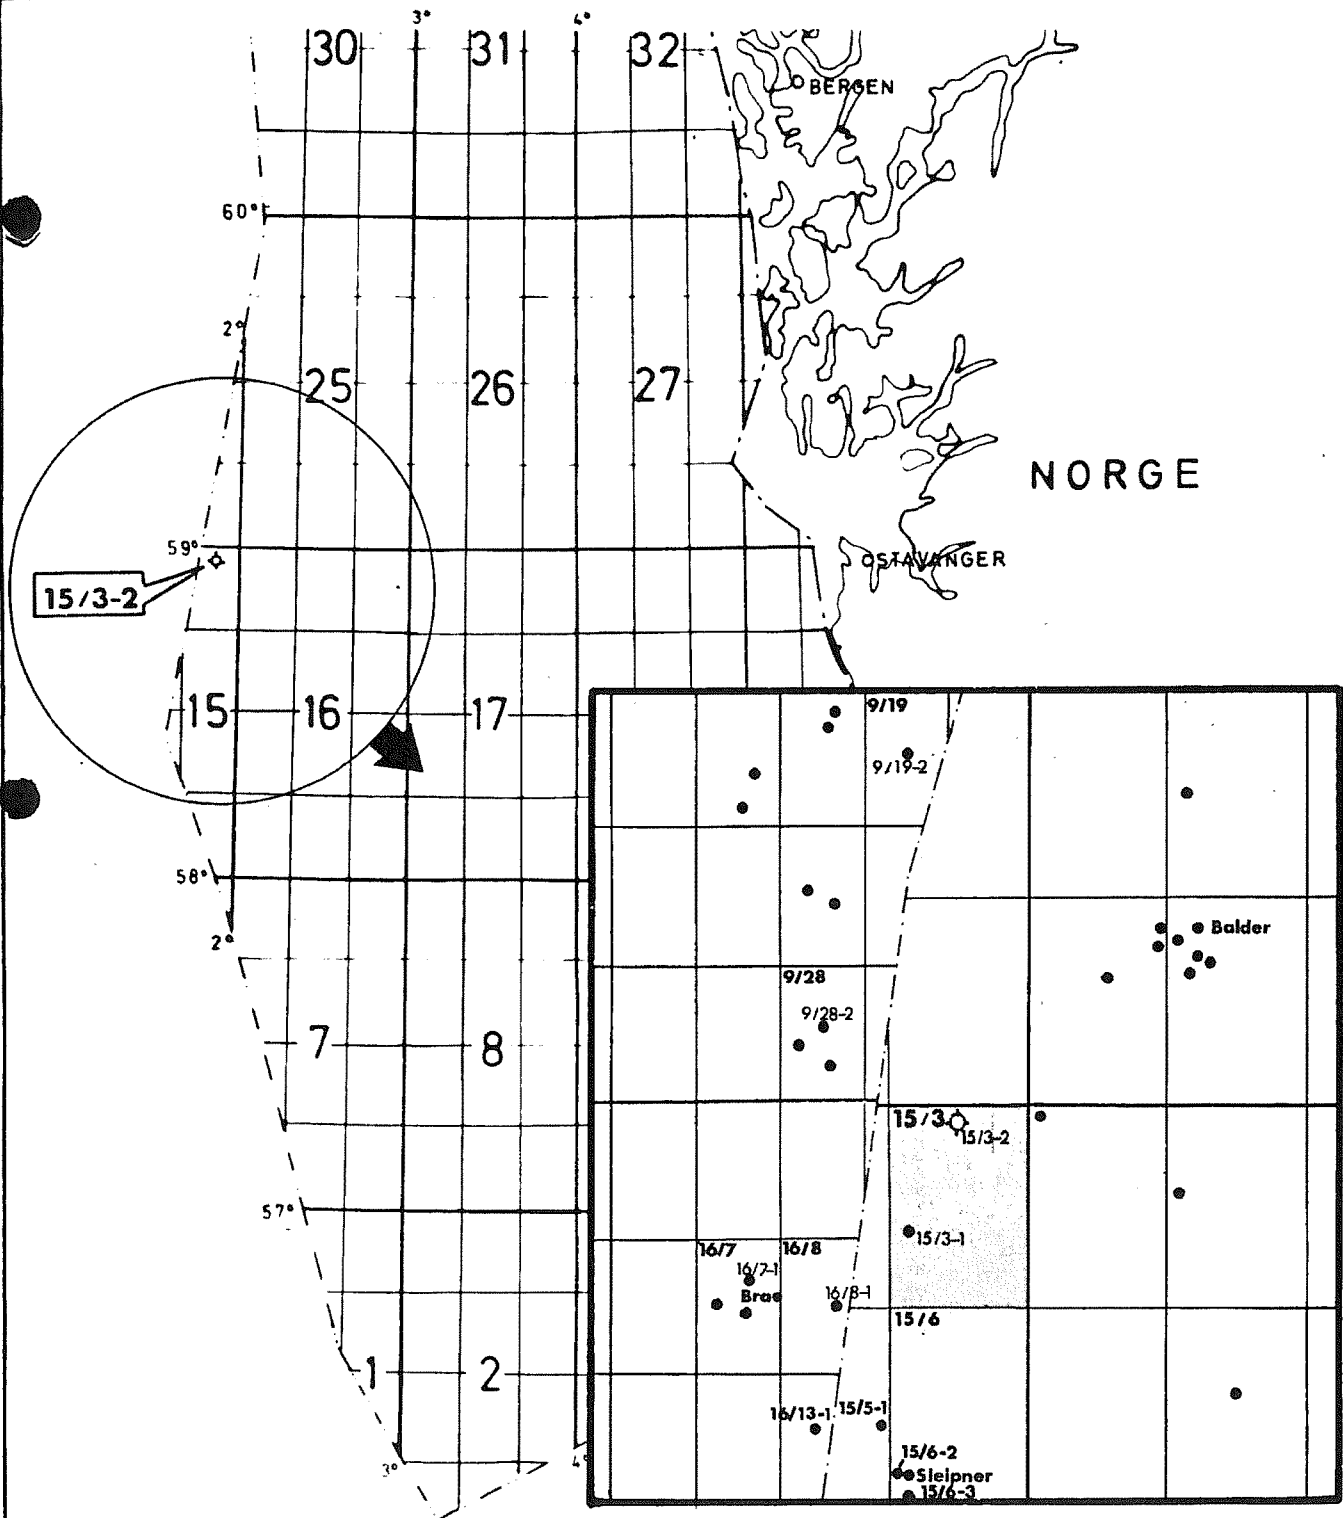 3° 4°
30 31 32
BERGEN
60°
2°
25 26 27
NORGE
59°
STAVANGER
15/3-2
15 16 17
58°
2°
7 8
57°
1 2
3° 4°
9/19
9/19-2
Balder
9/28
9/28-2
15/3
15/3-2
15/3-1
16/7 16/8
16/7-1
Brae
16/8-1
15/6
16/13-1 15/5-1
15/6-2
Sleipner
15/6-3